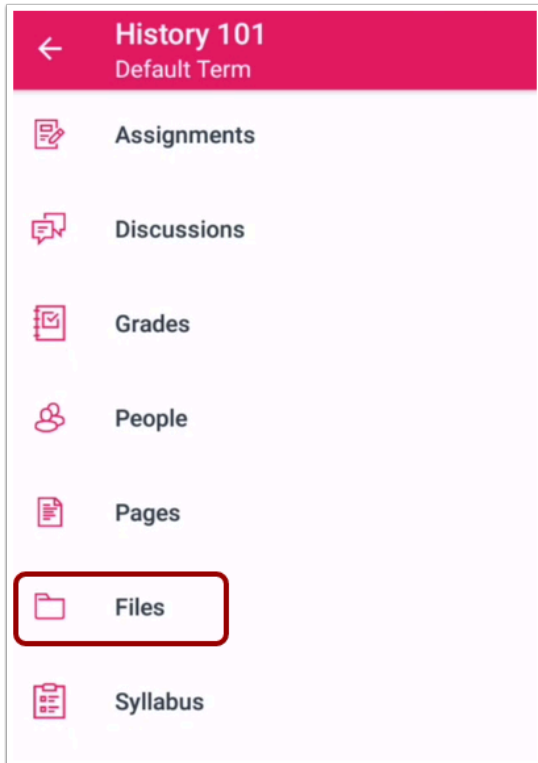 History 101
Default Term
Assignments
Discussions
Grades
People
Pages
Files
Syllabus